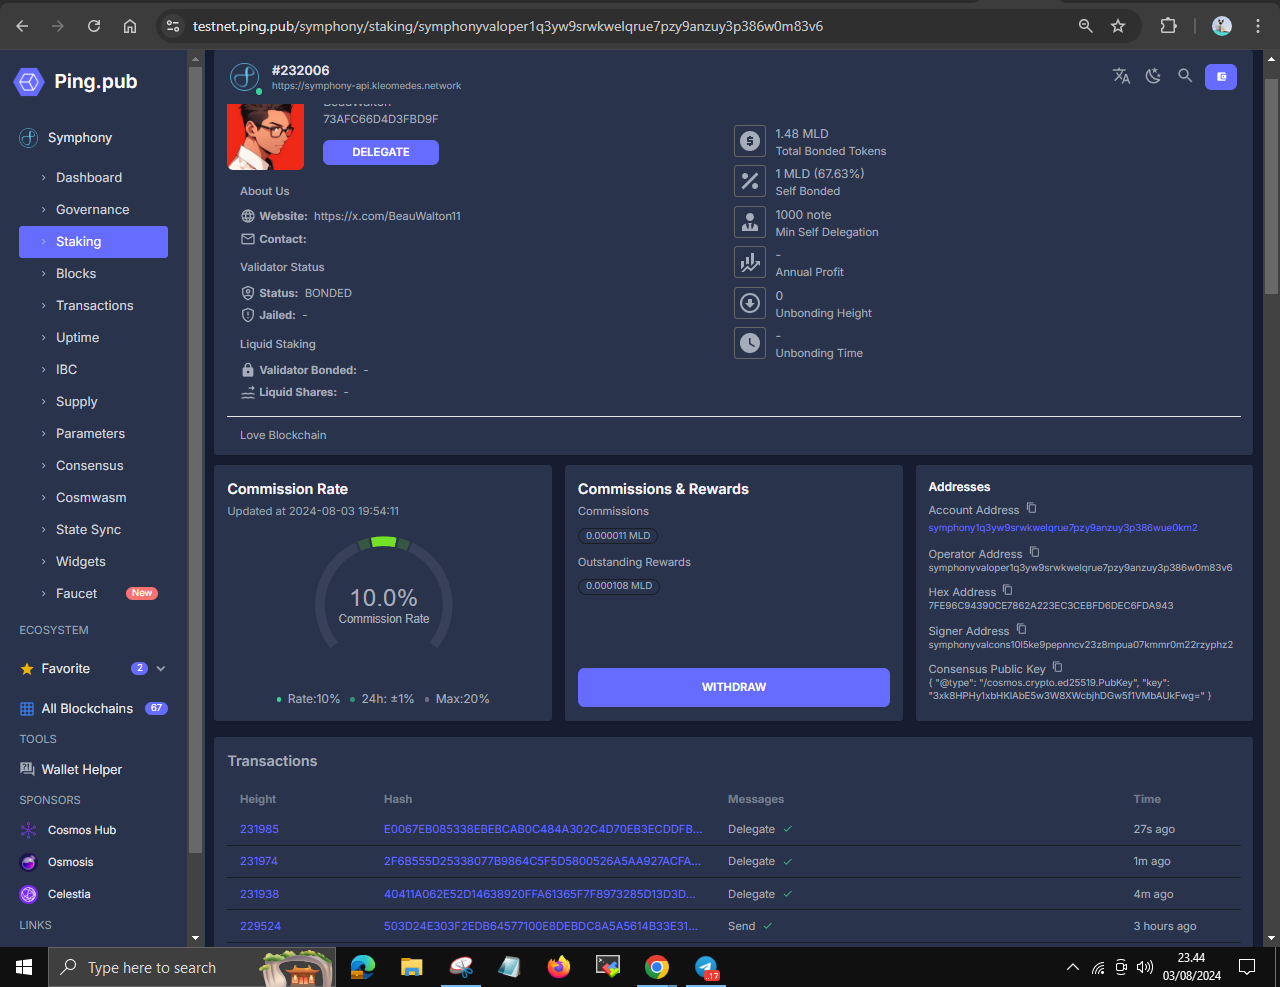 testnet.ping.pub/symphony/staking/symphonyvaloper1q3yw9srwkwelqrue7pzy9anzuy3p386w0m83v6
Ping.pub
Symphony
Dashboard
Governance
Staking
Blocks
Transactions
Uptime
IBC
Supply
Parameters
Consensus
Cosmwasm
State Sync
Widgets
Faucet New
ECOSYSTEM
Favorite 2
All Blockchains 67
TOOLS
Wallet Helper
SPONSORS
Cosmos Hub
Osmosis
Celestia
LINKS
#232006
https://symphony-api.kleomedes.network
BeauWalton
73AFC66D4D3FBD9F
DELEGATE
About Us
Website: https://x.com/BeauWalton11
Contact:
Validator Status
Status: BONDED
Jailed: -
Liquid Staking
Validator Bonded: -
Liquid Shares: -
1.48 MLD
Total Bonded Tokens
1 MLD (67.63%)
Self Bonded
1000 note
Min Self Delegation
-
Annual Profit
0
Unbonding Height
-
Unbonding Time
Love Blockchain
Commission Rate
Updated at 2024-08-03 19:54:11
10.0%
Commission Rate
Rate:10% 24h: ±1% Max:20%
Commissions & Rewards
Commissions
0.000011 MLD
Outstanding Rewards
0.000108 MLD
WITHDRAW
Addresses
Account Address
symphony1q3yw9srwkwelqrue7pzy9anzuy3p386wue0km2
Operator Address
symphonyvaloper1q3yw9srwkwelqrue7pzy9anzuy3p386w0m83v6
Hex Address
7FE96C94390CE7862A223EC3CEBFD6DEC6FDA943
Signer Address
symphonyvalcons10l5ke9pepnncv23z8mpua07kmmr0m22rzyphz2
Consensus Public Key
{ "@type": "/cosmos.crypto.ed25519.PubKey", "key":
"3xk8HPHy1xbHKlAbE5w3W8XWcbjhDGw5f1VMbAUkFwg=" }
Transactions
Height Hash Messages Time
231985 E0067EB085338EBEBCAB0C484A302C4D70EB3ECDDFB... Delegate 27s ago
231974 2F6B555D25338077B9864C5F5D5800526A5AA927ACFA... Delegate 1m ago
231938 40411A062E52D14638920FFA61365F7F8973285D13D3D... Delegate 4m ago
229524 503D24E303F2EDB64577100E8DEBDC8A5A5614B33E31... Send 3 hours ago
Type here to search
..17
23.44
03/08/2024